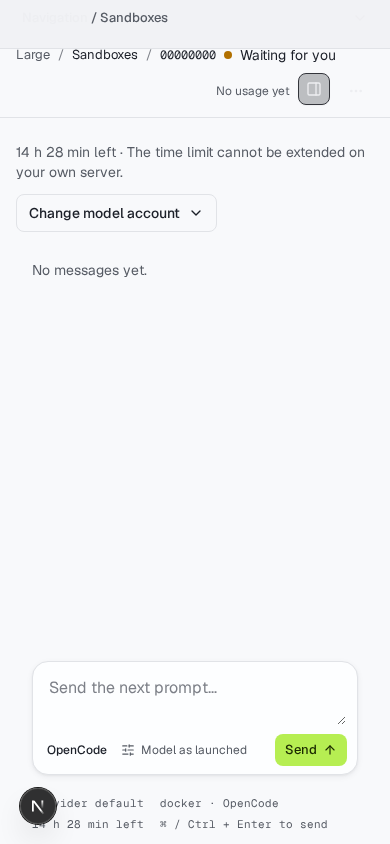 Navigation / Sandboxes
Large / Sandboxes / 00000000 Waiting for you
No usage yet
14 h 28 min left · The time limit cannot be extended on
your own server.
Change model account
No messages yet.
Send the next prompt…
OpenCode Model as launched Send ↑
default docker · OpenCode
h 28 min left ⌘ / Ctrl + Enter to send
N